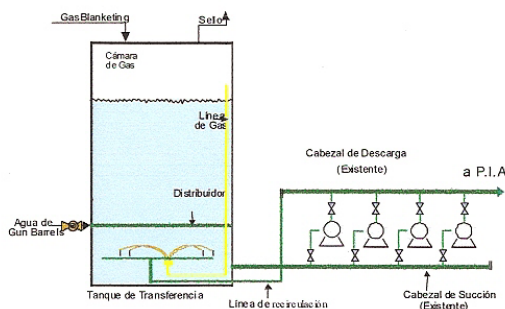 Gas Blanketing
Sello
Cámara
de Gas
Línea
de Gas
Cabezal de Descarga
(Existente)
a P.I.A
Distribuidor
Agua de
Gun Barrels
Tanque de Transferencia
Línea de recirculación
Cabezal de Succión
(Existente)